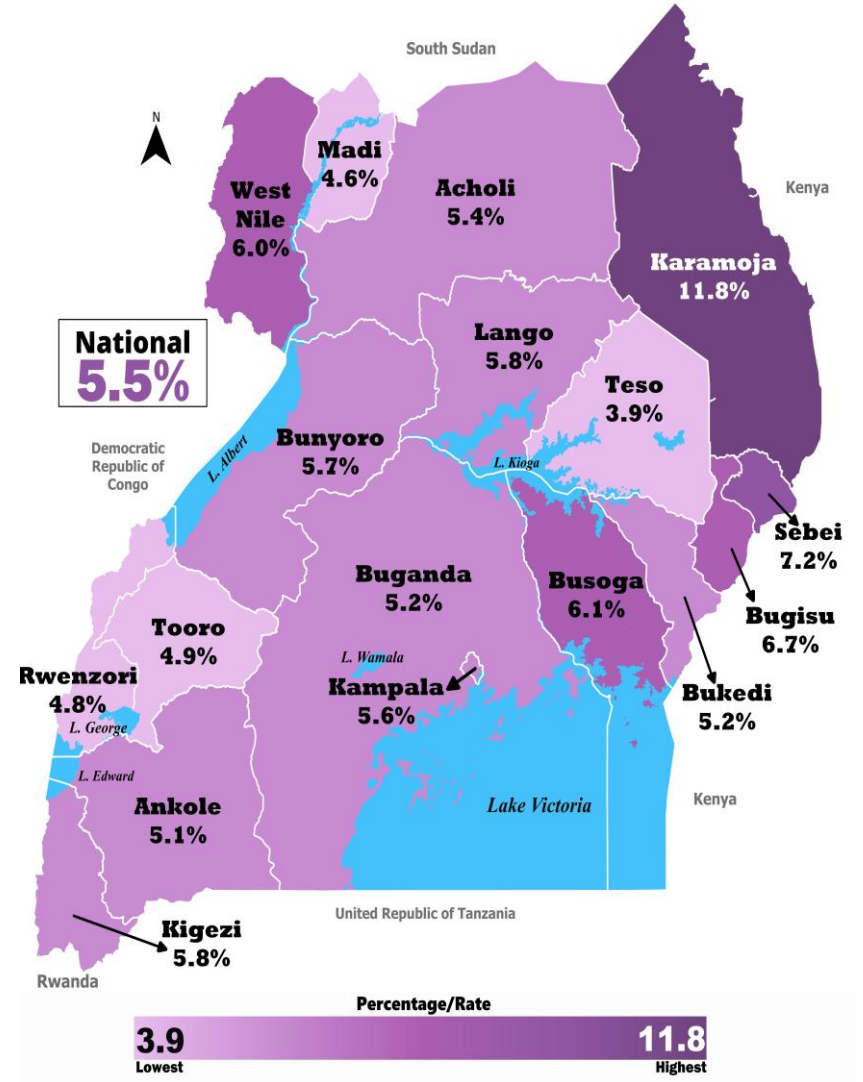 South Sudan
N
Madi
4.6%
West
Nile
6.0%
Acholi
5.4%
Kenya
Karamoja
11.8%
National
5.5%
Lango
5.8%
Teso
3.9%
Democratic
Republic of
Congo
L. Albert
Bunyoro
5.7%
L. Kioga
Sebei
7.2%
Buganda
5.2%
Busoga
6.1%
Bugisu
6.7%
Tooro
4.9%
L. Wamala
Rwenzori
4.8%
Kampala
5.6%
Bukedi
5.2%
L. George
L. Edward
Ankole
5.1%
Lake Victoria
Kenya
United Republic of Tanzania
Kigezi
5.8%
Rwanda
Percentage/Rate
3.9
Lowest
11.8
Highest